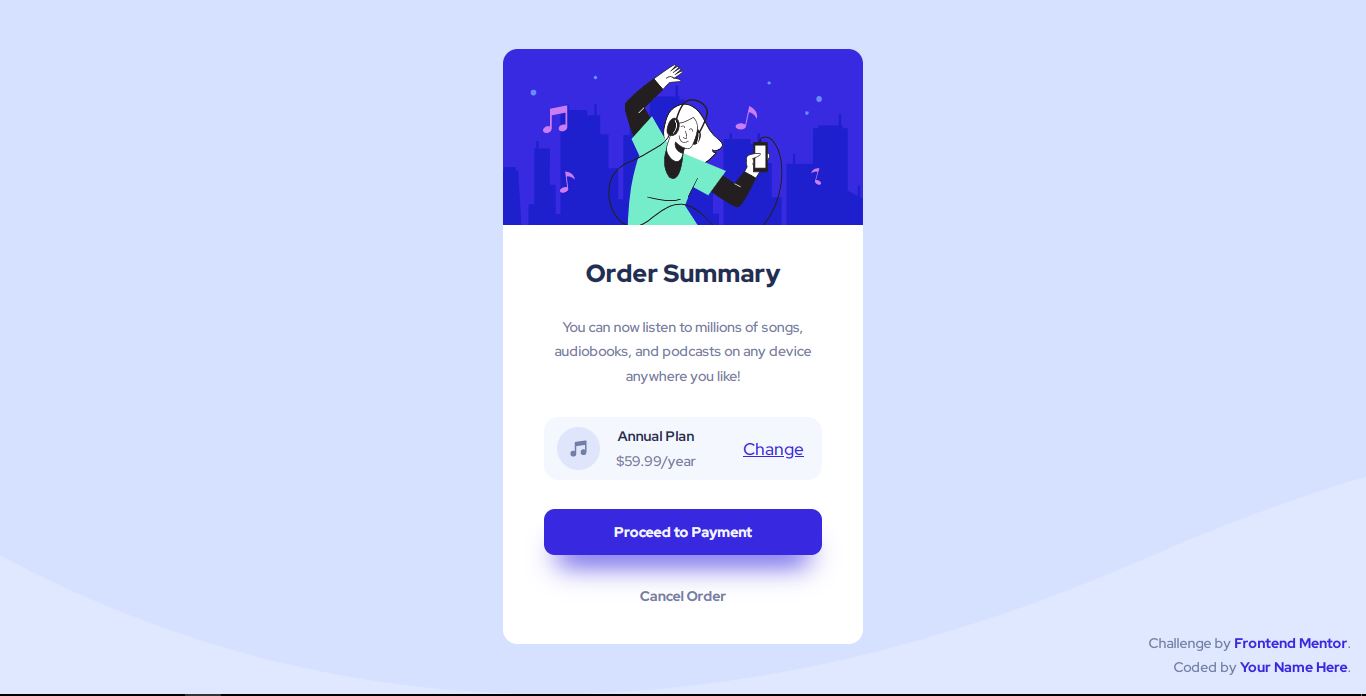 Order Summary
You can now listen to millions of songs,
audiobooks, and podcasts on any device
anywhere you like!
Annual Plan
$59.99/year
Change
Proceed to Payment
Cancel Order
Challenge by Frontend Mentor.
Coded by Your Name Here.